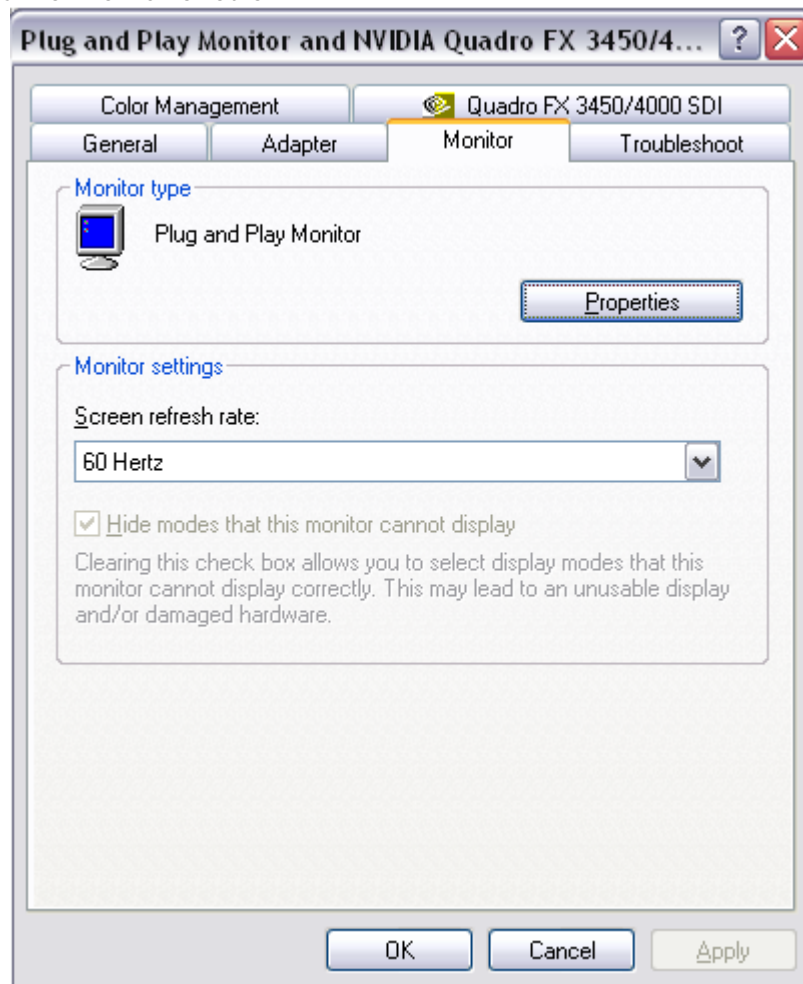 Plug and Play Monitor and NVIDIA Quadro FX 3450/4...
Color Management
Quadro FX 3450/4000 SDI
General
Adapter
Monitor
Troubleshoot
Monitor type
Plug and Play Monitor
Properties
Monitor settings
Screen refresh rate:
60 Hertz
Hide modes that this monitor cannot display
Clearing this check box allows you to select display modes that this
monitor cannot display correctly. This may lead to an unusable display
and/or damaged hardware.
OK
Cancel
Apply